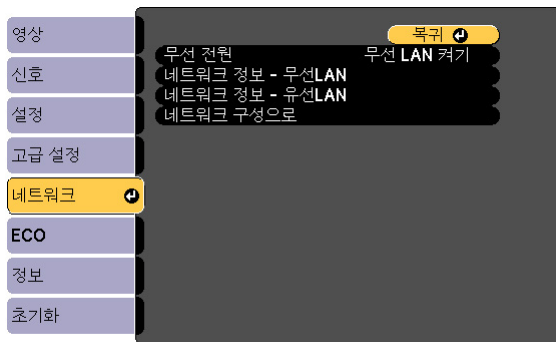 영상
신호
설정
고급 설정
네트워크
ECO
정보
초기화
복귀
무선 전원 무선 LAN 켜기
네트워크 정보 - 무선LAN
네트워크 정보 - 유선LAN
네트워크 구성으로